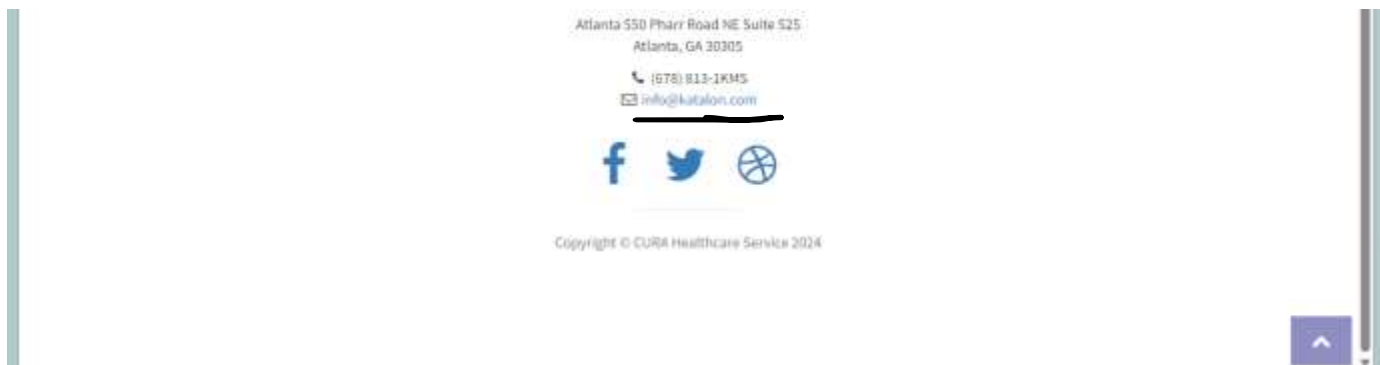 Atlanta 550 Pharr Road NE Suite 525
Atlanta, GA 30305
(678) 813-1KMS
info@katalon.com
Copyright © CURA Healthcare Service 2024